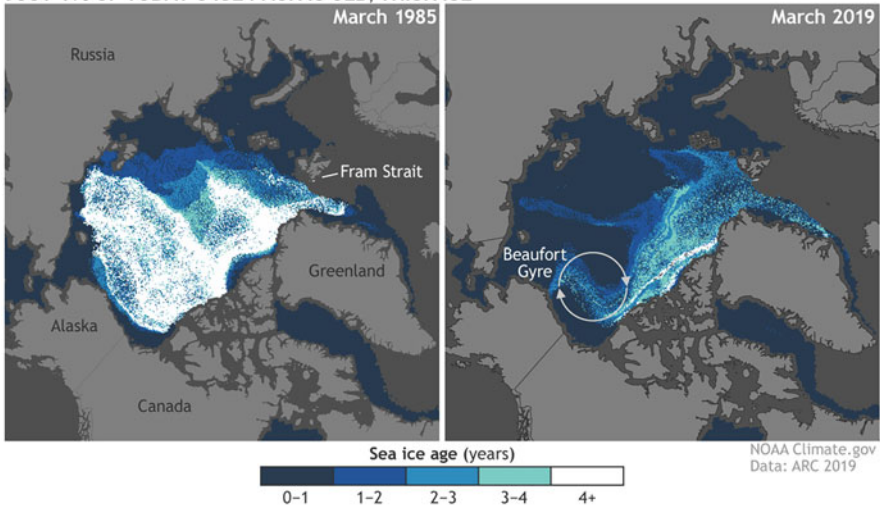 March 1985
March 2019
Russia
Fram Strait
Greenland
Alaska
Canada
Beaufort
Gyre
Sea ice age (years)
0–1 1–2 2–3 3–4 4+
NOAA Climate.gov
Data: ARC 2019